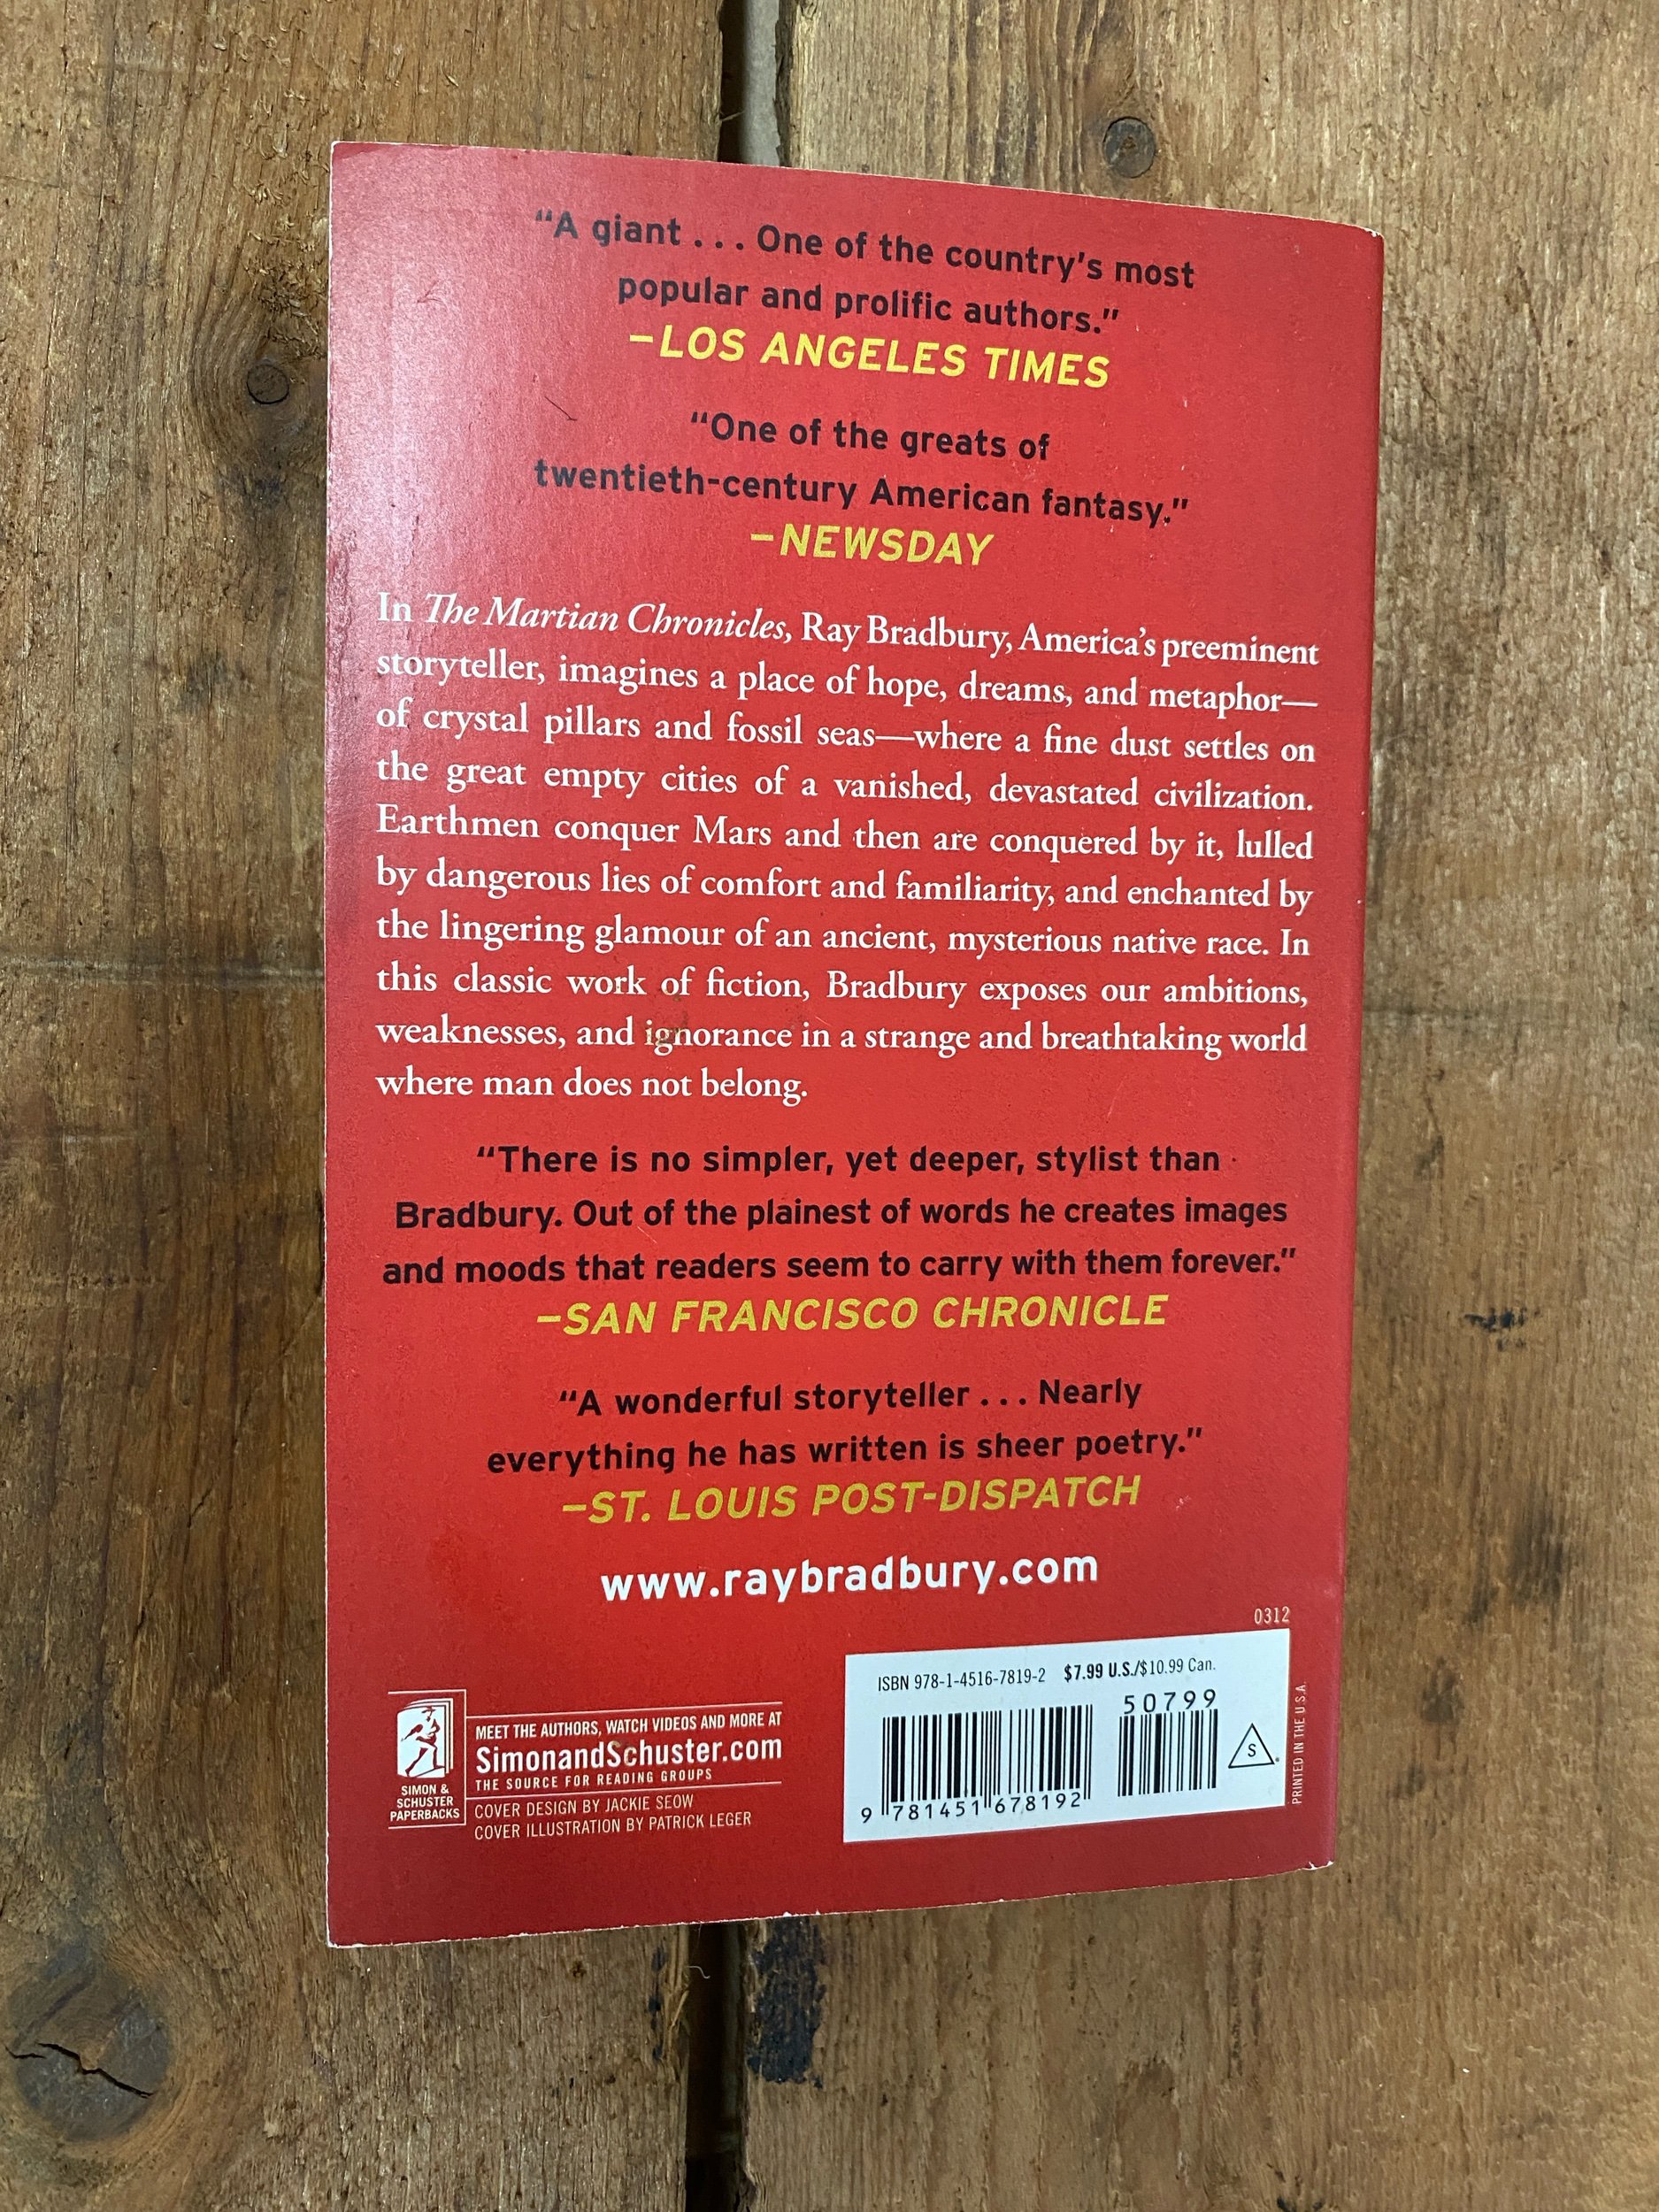 “A giant . . . One of the country’s most
popular and prolific authors.”
—LOS ANGELES TIMES
“One of the greats of
twentieth-century American fantasy.”
—NEWSDAY
In The Martian Chronicles, Ray Bradbury, America’s preeminent
storyteller, imagines a place of hope, dreams, and metaphor—
of crystal pillars and fossil seas—where a fine dust settles on
the great empty cities of a vanished, devastated civilization.
Earthmen conquer Mars and then are conquered by it, lulled
by dangerous lies of comfort and familiarity, and enchanted by
the lingering glamour of an ancient, mysterious native race. In
this classic work of fiction, Bradbury exposes our ambitions,
weaknesses, and ignorance in a strange and breathtaking world
where man does not belong.
“There is no simpler, yet deeper, stylist than
Bradbury. Out of the plainest of words he creates images
and moods that readers seem to carry with them forever.”
—SAN FRANCISCO CHRONICLE
“A wonderful storyteller . . . Nearly
everything he has written is sheer poetry.”
—ST. LOUIS POST-DISPATCH
www.raybradbury.com
SIMON &
SCHUSTER
PAPERBACKS
MEET THE AUTHORS, WATCH VIDEOS AND MORE AT
SimonandSchuster.com
THE SOURCE FOR READING GROUPS
COVER DESIGN BY JACKIE SEOW
COVER ILLUSTRATION BY PATRICK LEGER
0312
ISBN 978-1-4516-7819-2 $7.99 U.S./$10.99 Can.
50799
9 781451 678192
S
PRINTED IN THE U.S.A.